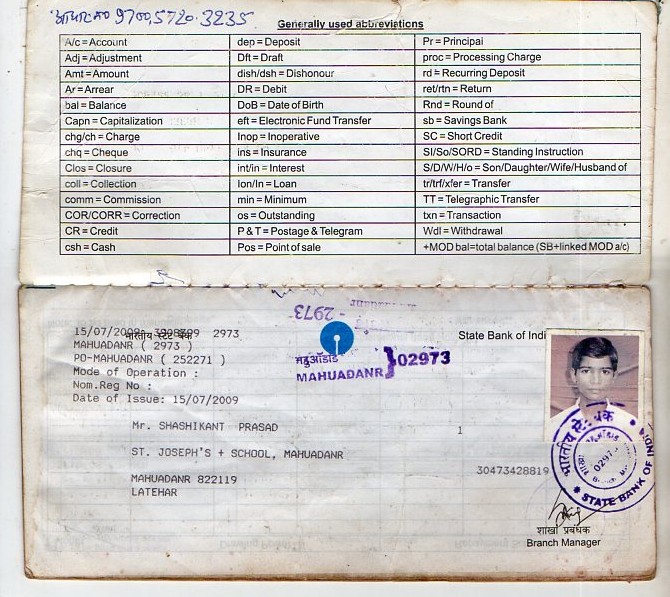 आधार न० 9700,5720.3235
Generally used abbreviations
A/c = Account dep = Deposit Pr = Principal
Adj = Adjustment Dft = Draft proc = Processing Charge
Amt = Amount dish/dsh = Dishonour rd = Recurring Deposit
Ar = Arrear DR = Debit ret/rtn = Return
bal = Balance DoB = Date of Birth Rnd = Round of
Capn = Capitalization eft = Electronic Fund Transfer sb = Savings Bank
chg/ch = Charge Inop = Inoperative SC = Short Credit
chq = Cheque ins = Insurance SI/So/SORD = Standing Instruction
Clos = Closure int/in = Interest S/D/W/H/o = Son/Daughter/Wife/Husband of
coll = Collection lon/ln = Loan tr/trf/xfer = Transfer
comm = Commission min = Minimum TT = Telegraphic Transfer
COR/CORR = Correction os = Outstanding txn = Transaction
CR = Credit P & T = Postage & Telegram Wdl = Withdrawal
csh = Cash Pos = Point of sale +MOD bal=total balance (SB+linked MOD a/c)
- 2973
15/07/2009 2973
भारतीय स्टेट बैंक
State Bank of Indi
MAHUADANR ( 2973 )
PO-MAHUADANR ( 252271 )
महुआडांड
MAHUADANR } 02973
Mode of Operation :
Nom.Reg No :
Date of Issue: 15/07/2009
Mr. SHASHIKANT PRASAD 1
ST. JOSEPH'S + SCHOOL, MAHUADANR
30473428819
MAHUADANR 822119
LATEHAR
STATE BANK OF INDIA
शाखा प्रबंधक
Branch Manager